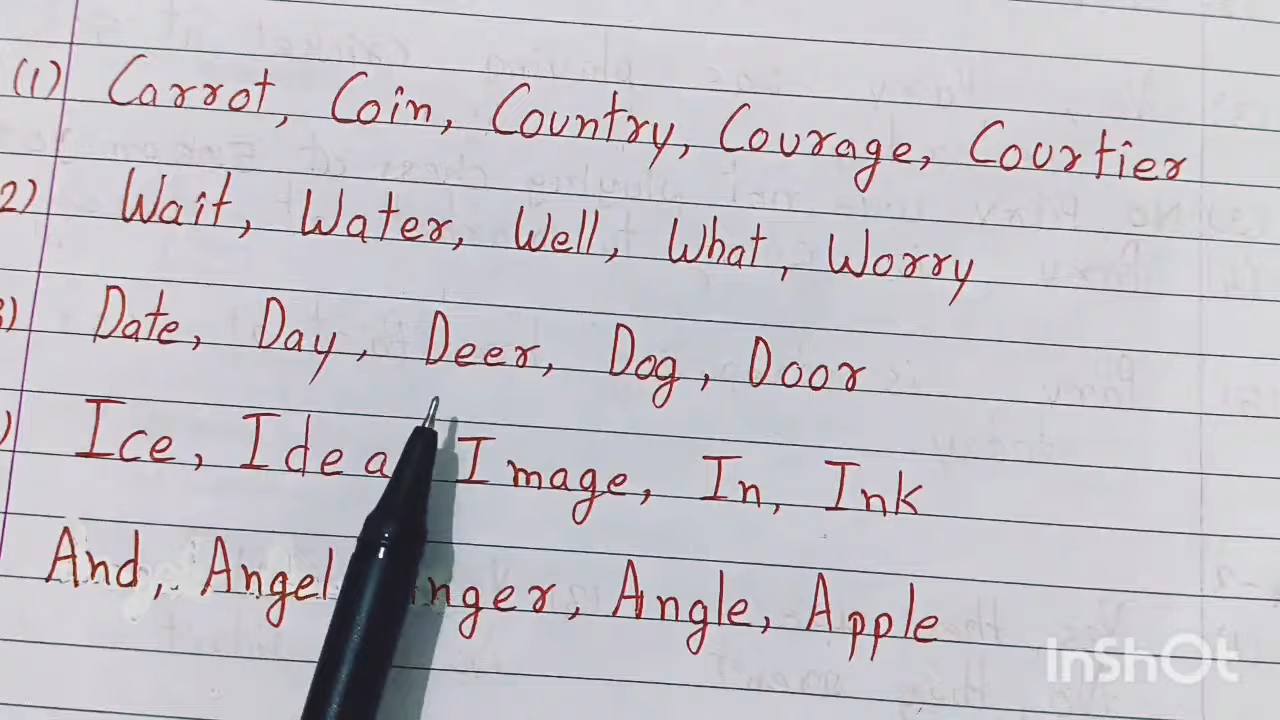 (1) Carrot, Coin, Country, Courage, Courtier
2) Wait, Water, Well, What, Worry
) Date, Day, Deer, Dog, Door
) Ice, Idea Image, In, Ink
And, Angel nger, Angle, Apple
InShOt